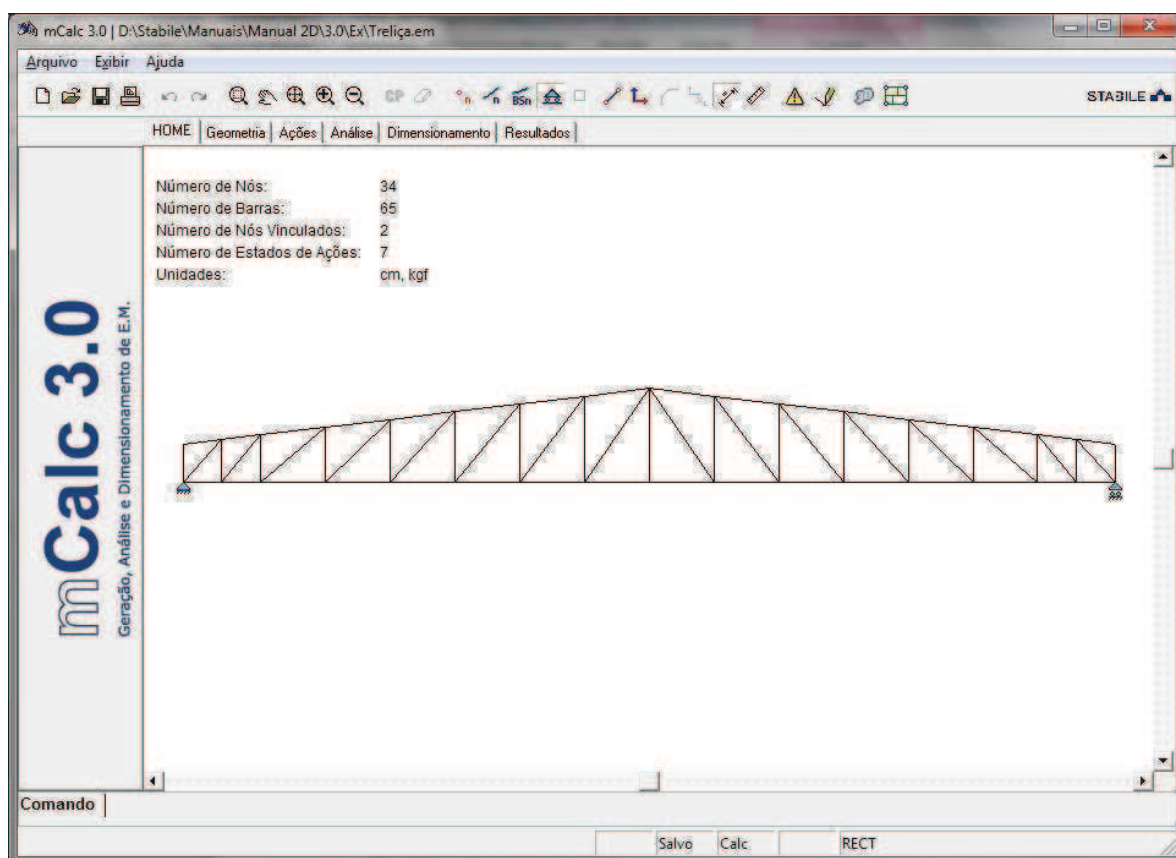 mCalc 3.0 | D:\Stabile\Manuais\Manual 2D\3.0\Ex\Treliça.em
Arquivo Exibir Ajuda
CP n n BSn STABILE
HOME Geometria Ações Análise Dimensionamento Resultados
Número de Nós: 34
Número de Barras: 65
Número de Nós Vinculados: 2
Número de Estados de Ações: 7
Unidades: cm, kgf
mCalc 3.0
Geração, Análise e Dimensionamento de E.M.
Comando
Salvo Calc RECT